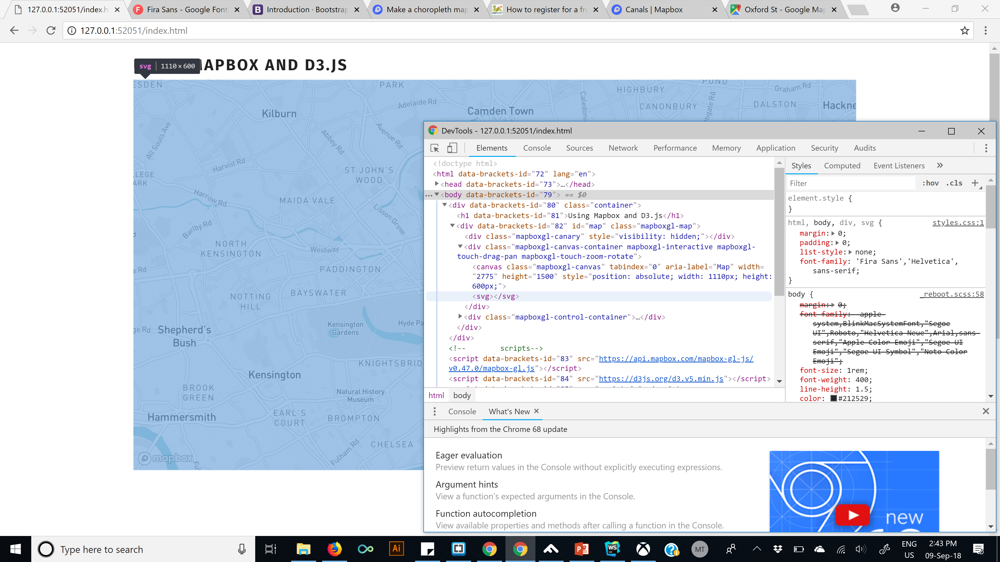 127.0.0.1:52051/index.h
Fira Sans - Google Font
Introduction · Bootstrap
Make a choropleth map
How to register for a fre
Canals | Mapbox
Oxford St - Google Map
127.0.0.1:52051/index.html
svg 1110 × 600
MAPBOX AND D3.JS
ESDEN
PARK
HIGHBURY
POND
Graham Rd
Adelaide Rd
Kilburn
Camden Town
Caledoni
CANONBURY
hgate Rd
DALSTON
Hackne
All Souls Ave
Abbey Rd
Avenue Rd
Harvist Rd
LLEGE
ARK
ST JOHN'S
WOOD
Harrow Rd
MAIDA VALE
Lisson Grove
Barlby Rd
NORTH
KENSINGTON
Westway
e Rd
PADDINGTON
NOTTING
HILL
BAYSWATER
ge Rd
Shepherd's
Bush
Kensington
Gardens
Hyde Pa
KNIGHTSBRID
Kensington
BROOK
GREEN
Natural History
Museum
Hammersmith
EARL'S
COURT
BROMPTON
CHELSEA
Fulham Rd
mapbox
Fu
DevTools - 127.0.0.1:52051/index.html
Elements Console Sources Network Performance Memory Application Security Audits
<!doctype html>
<html data-brackets-id="72" lang="en">
<head data-brackets-id="73">…</head>
<body data-brackets-id="79"> == $0
<div data-brackets-id="80" class="container">
<h1 data-brackets-id="81">Using Mapbox and D3.js</h1>
<div data-brackets-id="82" id="map" class="mapboxgl-map">
<div class="mapboxgl-canary" style="visibility: hidden;"></div>
<div class="mapboxgl-canvas-container mapboxgl-interactive mapboxgl-
touch-drag-pan mapboxgl-touch-zoom-rotate">
<canvas class="mapboxgl-canvas" tabindex="0" aria-label="Map" width=
"2775" height="1500" style="position: absolute; width: 1110px; height:
600px;">
<svg></svg>
</div>
<div class="mapboxgl-control-container">…</div>
</div>
</div>
<!-- scripts-->
<script data-brackets-id="83" src="https://api.mapbox.com/mapbox-gl-js/
v0.47.0/mapbox-gl.js"></script>
<script data-brackets-id="84" src="https://d3js.org/d3.v5.min.js"></script>
html body
Styles Computed Event Listeners »
Filter :hov .cls +
element.style {
}
html, body, div, svg { styles.css:1
margin: 0;
padding: 0;
list-style: none;
font-family: 'Fira Sans','Helvetica',
sans-serif;
}
body { _reboot.scss:58
margin: 0;
font-family: -apple-
system,BlinkMacSystemFont,"Segoe
UI",Roboto,"Helvetica Neue",Arial,sans-
serif,"Apple Color Emoji","Segoe UI
Emoji","Segoe UI Symbol","Noto Color
Emoji";
font-size: 1rem;
font-weight: 400;
line-height: 1.5;
color: #212529;
Console What's New
Highlights from the Chrome 68 update
Eager evaluation
Preview return values in the Console without explicitly executing expressions.
Argument hints
View a function's expected arguments in the Console.
Function autocompletion
View available properties and methods after calling a function in the Console.
new
Type here to search
Ai
WS
MT
ENG
US
2:43 PM
09-Sep-18